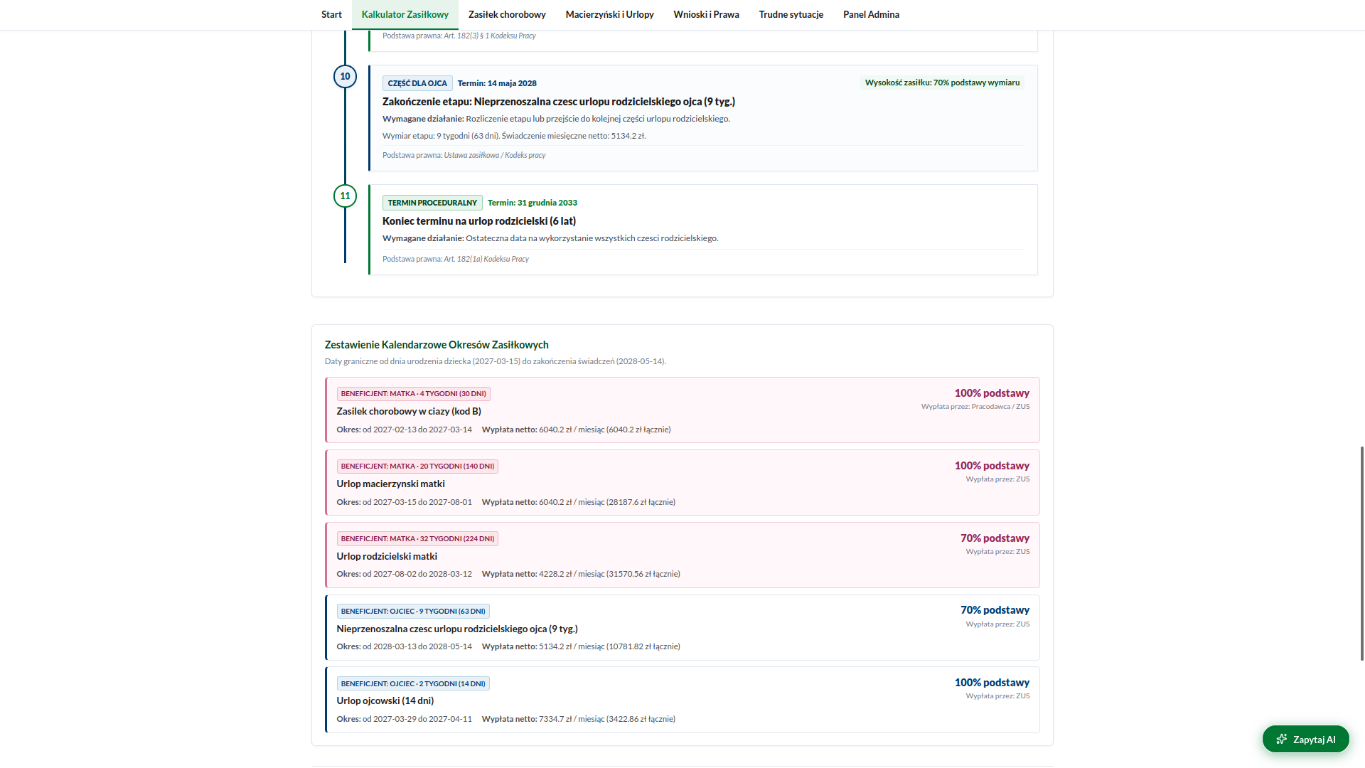 Start Kalkulator Zasiłkowy Zasiłek chorobowy Macierzyński i Urlopy Wnioski i Prawa Trudne sytuacje Panel Admina
Podstawa prawna: Art. 182(3) § 1 Kodeksu Pracy
10
CZĘŚĆ DLA OJCA Termin: 14 maja 2028 Wysokość zasiłku: 70% podstawy wymiaru
Zakończenie etapu: Nieprzenoszalna czesc urlopu rodzicielskiego ojca (9 tyg.)
Wymagane działanie: Rozliczenie etapu lub przejście do kolejnej części urlopu rodzicielskiego.
Wymiar etapu: 9 tygodni (63 dni). Świadczenie miesięczne netto: 5134.2 zł.
Podstawa prawna: Ustawa zasiłkowa / Kodeks pracy
11
TERMIN PROCEDURALNY Termin: 31 grudnia 2033
Koniec terminu na urlop rodzicielski (6 lat)
Wymagane działanie: Ostateczna data na wykorzystanie wszystkich czesci rodzicielskiego.
Podstawa prawna: Art. 182(1a) Kodeksu Pracy
Zestawienie Kalendarzowe Okresów Zasiłkowych
Daty graniczne od dnia urodzenia dziecka (2027-03-15) do zakończenia świadczeń (2028-05-14).
BENEFICJENT: MATKA · 4 TYGODNI (30 DNI) 100% podstawy
Wypłata przez: Pracodawca / ZUS
Zasilek chorobowy w ciazy (kod B)
Okres: od 2027-02-13 do 2027-03-14 Wypłata netto: 6040.2 zł / miesiąc (6040.2 zł łącznie)
BENEFICJENT: MATKA · 20 TYGODNI (140 DNI) 100% podstawy
Wypłata przez: ZUS
Urlop macierzynski matki
Okres: od 2027-03-15 do 2027-08-01 Wypłata netto: 6040.2 zł / miesiąc (28187.6 zł łącznie)
BENEFICJENT: MATKA · 32 TYGODNI (224 DNI) 70% podstawy
Wypłata przez: ZUS
Urlop rodzicielski matki
Okres: od 2027-08-02 do 2028-03-12 Wypłata netto: 4228.2 zł / miesiąc (31570.56 zł łącznie)
BENEFICJENT: OJCIEC · 9 TYGODNI (63 DNI) 70% podstawy
Wypłata przez: ZUS
Nieprzenoszalna czesc urlopu rodzicielskiego ojca (9 tyg.)
Okres: od 2028-03-13 do 2028-05-14 Wypłata netto: 5134.2 zł / miesiąc (10781.82 zł łącznie)
BENEFICJENT: OJCIEC · 2 TYGODNI (14 DNI) 100% podstawy
Wypłata przez: ZUS
Urlop ojcowski (14 dni)
Okres: od 2027-03-29 do 2027-04-11 Wypłata netto: 7334.7 zł / miesiąc (3422.86 zł łącznie)
Zapytaj AI